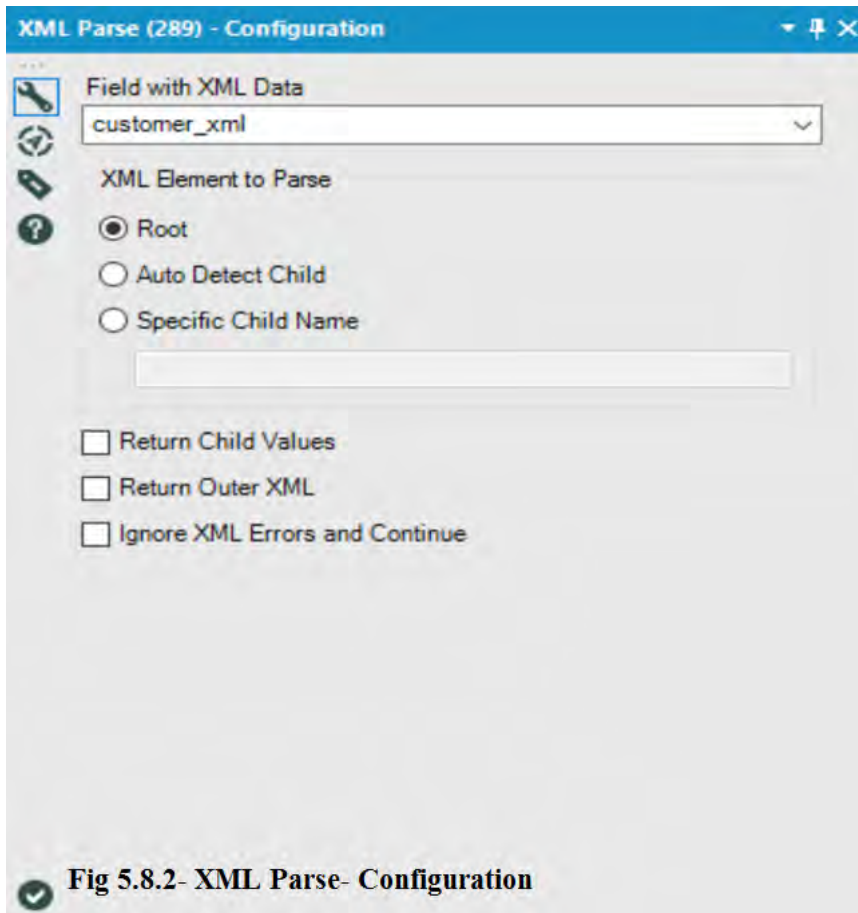 XML Parse (289) - Configuration
Field with XML Data
customer_xml
XML Element to Parse
Root
Auto Detect Child
Specific Child Name
Return Child Values
Return Outer XML
Ignore XML Errors and Continue
Fig 5.8.2- XML Parse- Configuration